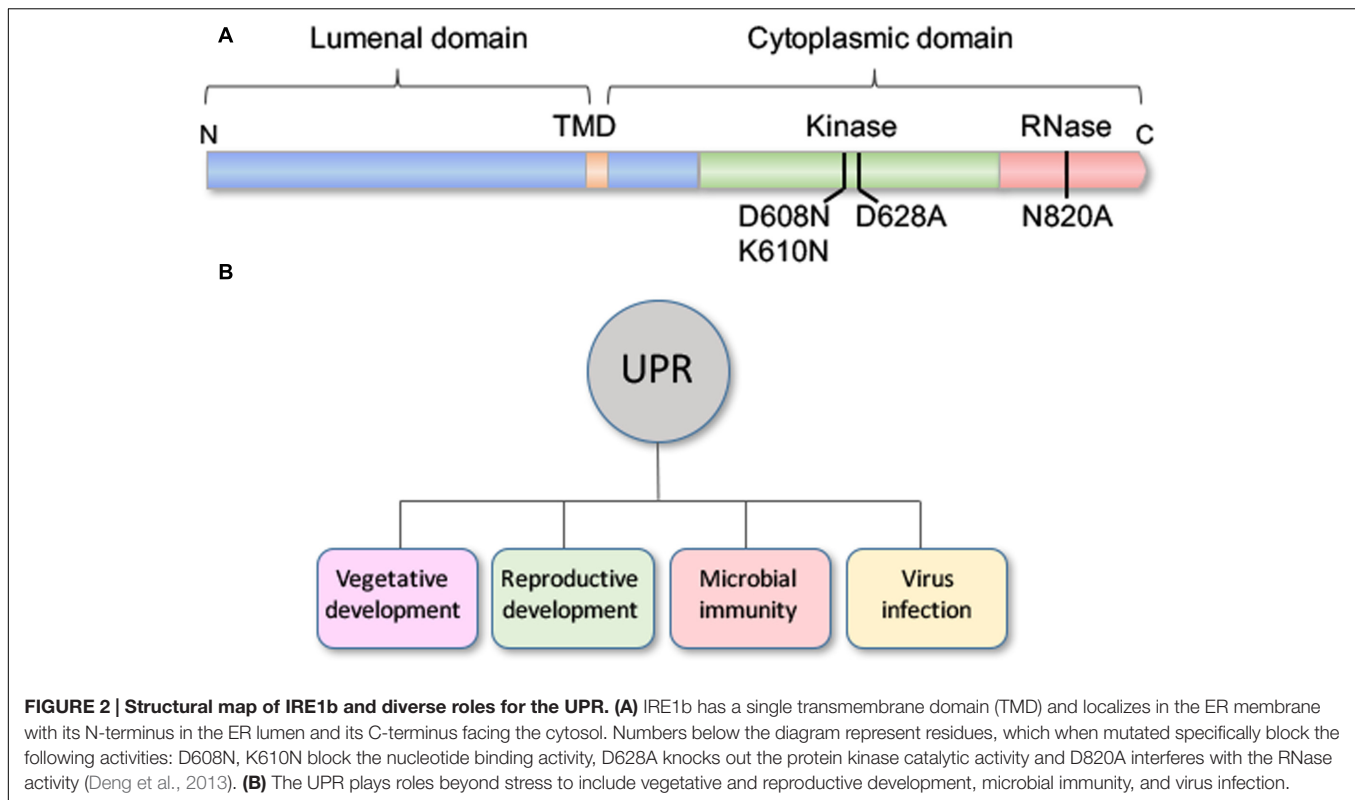 A
Lumenal domain
Cytoplasmic domain
N
TMD
Kinase
RNase
C
D608N
K610N
D628A
N820A
B
UPR
Vegetative
development
Reproductive
development
Microbial
immunity
Virus
infection
FIGURE 2 | Structural map of IRE1b and diverse roles for the UPR. (A) IRE1b has a single transmembrane domain (TMD) and localizes in the ER membrane
with its N-terminus in the ER lumen and its C-terminus facing the cytosol. Numbers below the diagram represent residues, which when mutated specifically block the
following activities: D608N, K610N block the nucleotide binding activity, D628A knocks out the protein kinase catalytic activity and D820A interferes with the RNase
activity (Deng et al., 2013). (B) The UPR plays roles beyond stress to include vegetative and reproductive development, microbial immunity, and virus infection.